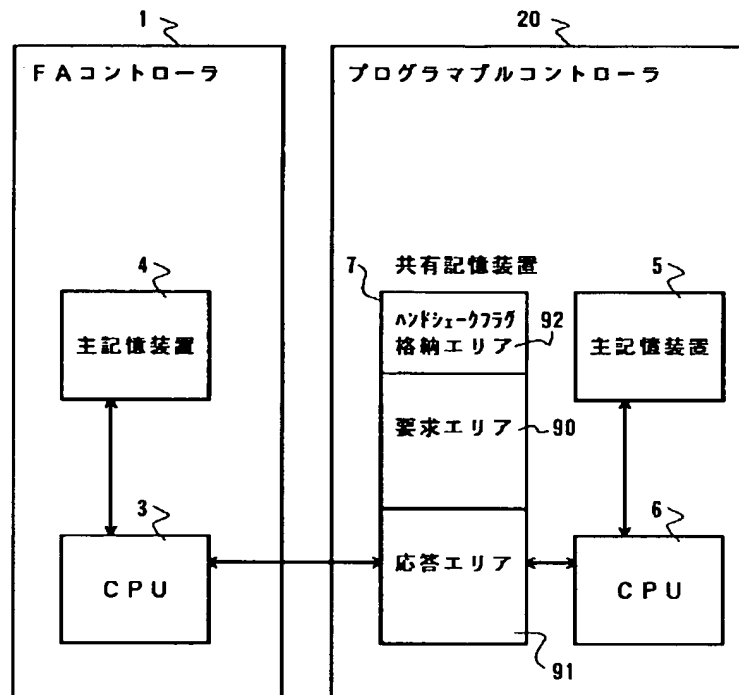 1
20
FAコントローラ
プログラマブルコントローラ
4
主記憶装置
3
CPU
7
共有記憶装置
ハンドシェークフラグ
格納エリア
92
要求エリア
90
応答エリア
91
5
主記憶装置
6
CPU